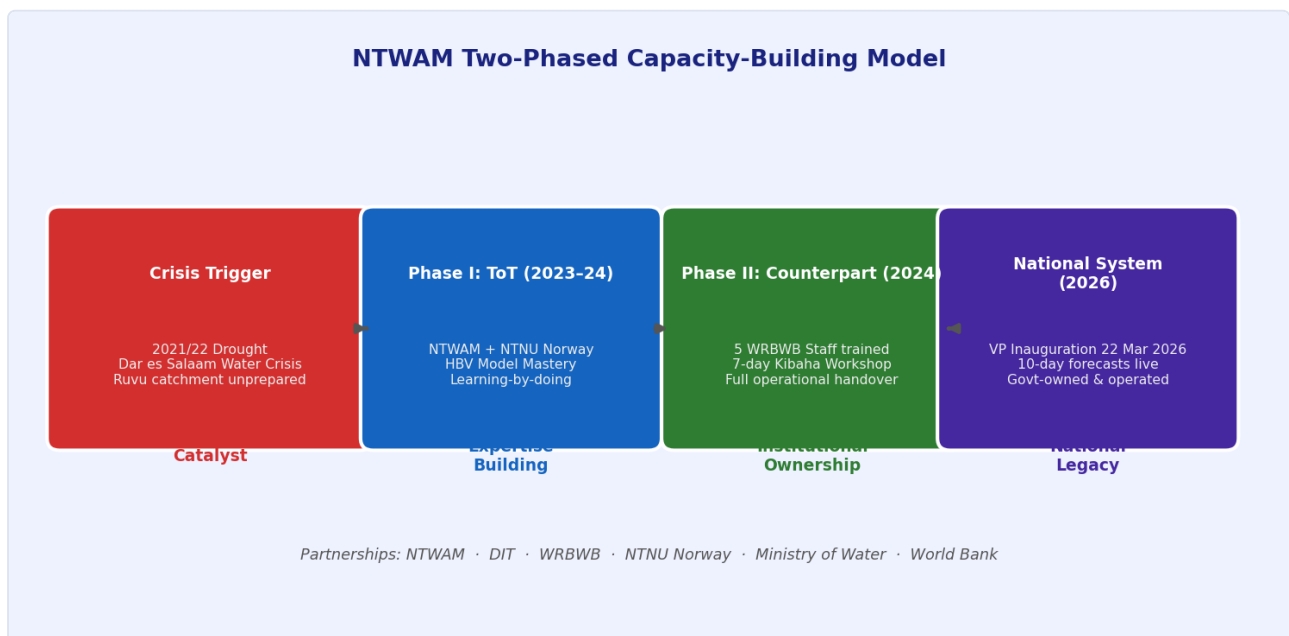 NTWAM Two-Phased Capacity-Building Model
Crisis Trigger
2021/22 Drought
Dar es Salaam Water Crisis
Ruvu catchment unprepared
Catalyst
Phase I: ToT (2023–24)
NTWAM + NTNU Norway
HBV Model Mastery
Learning-by-doing
Expertise
Building
Phase II: Counterpart (2024)
5 WRBWB Staff trained
7-day Kibaha Workshop
Full operational handover
Institutional
Ownership
National System
(2026)
VP Inauguration 22 Mar 2026
10-day forecasts live
Govt-owned & operated
National
Legacy
Partnerships: NTWAM · DIT · WRBWB · NTNU Norway · Ministry of Water · World Bank